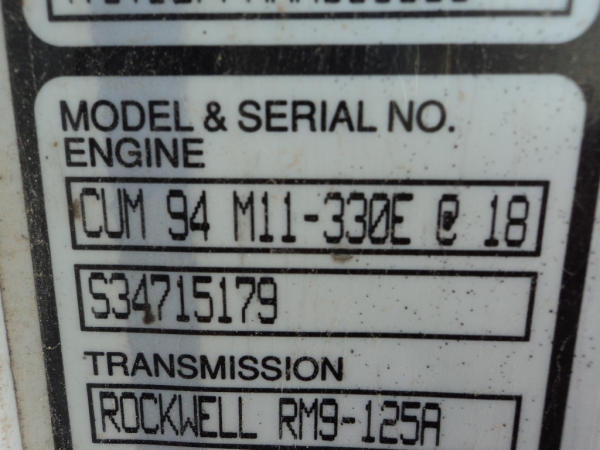 MODEL & SERIAL NO.
ENGINE
CUM 94 M11-330E @ 18
S34715179
TRANSMISSION
ROCKWELL RM9-125A